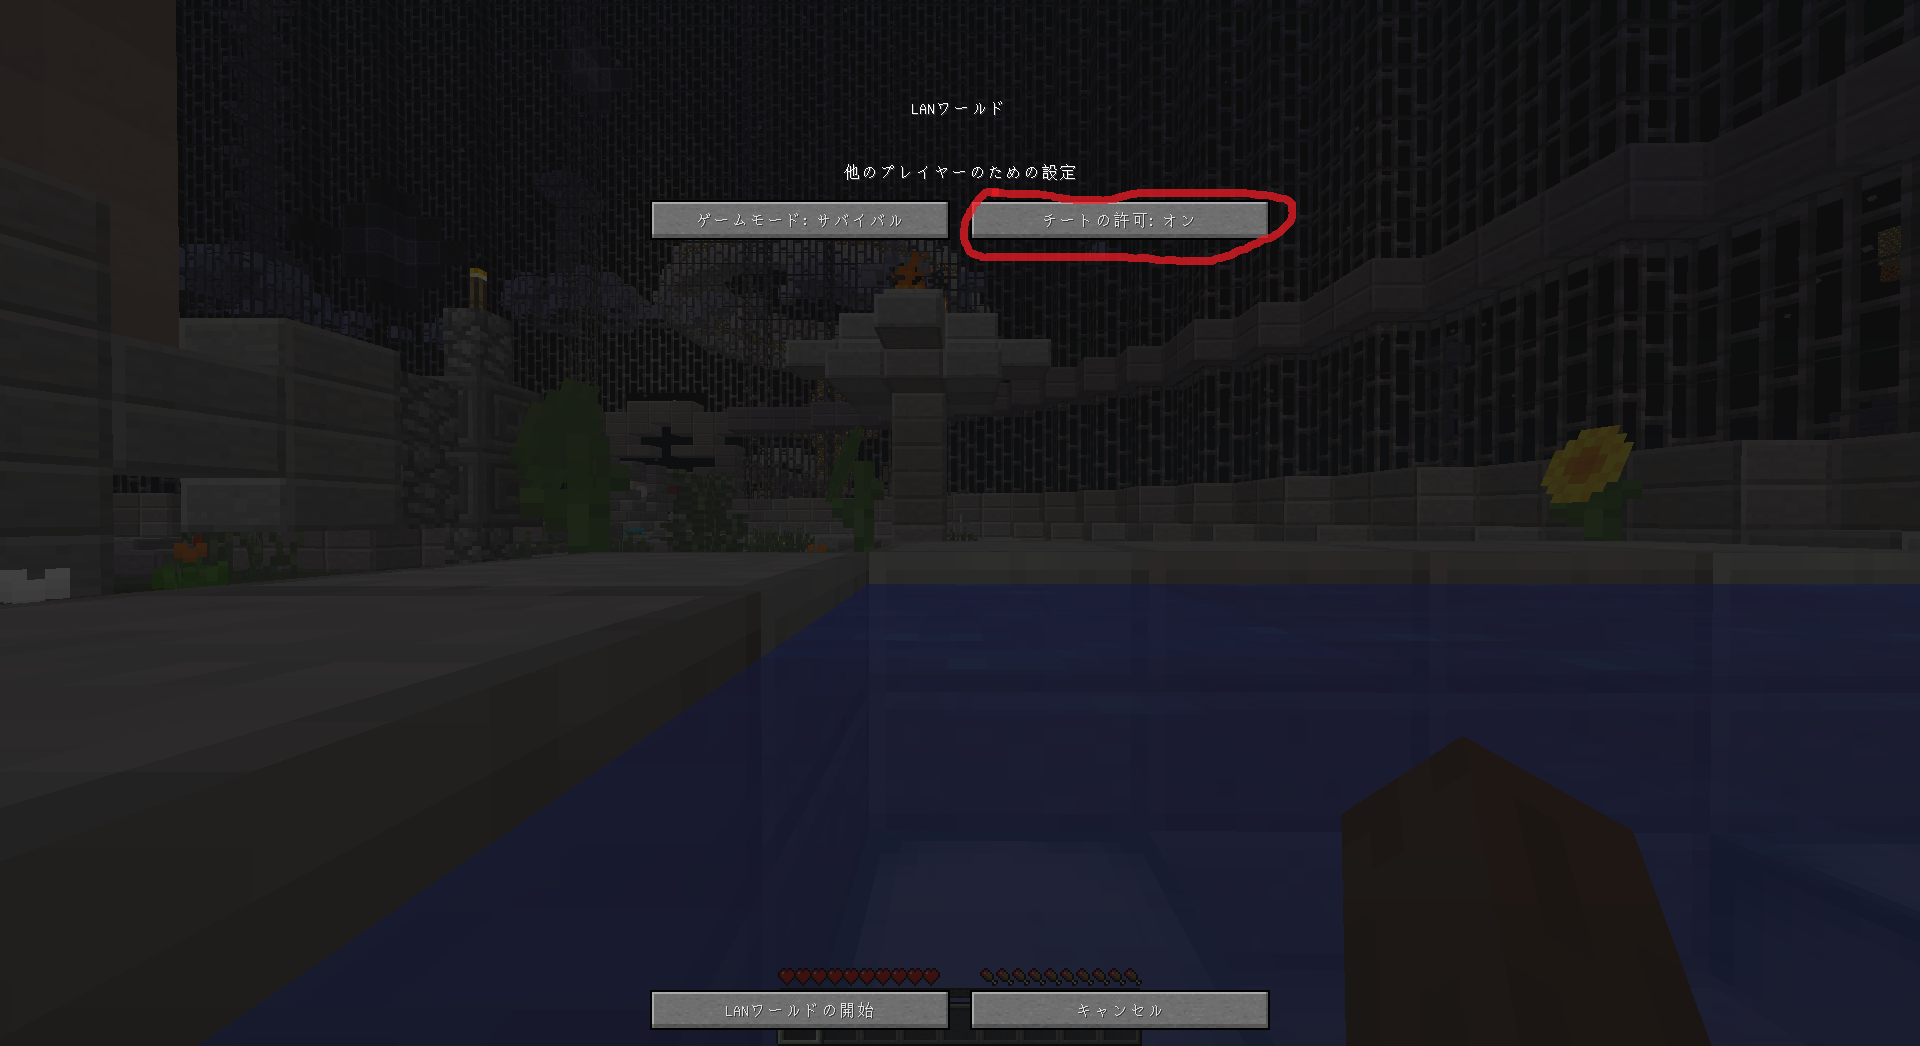 LANワールド
他のプレイヤーのための設定
ゲームモード: サバイバル
チートの許可: オン
LANワールドの開始
キャンセル